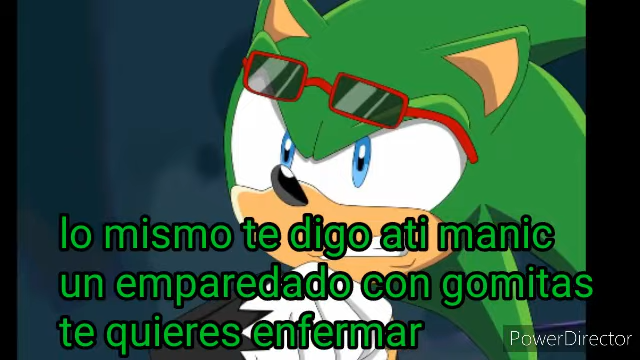 lo mismo te digo ati manic
un emparedado con gomitas
te quieres enfermar
PowerDirector